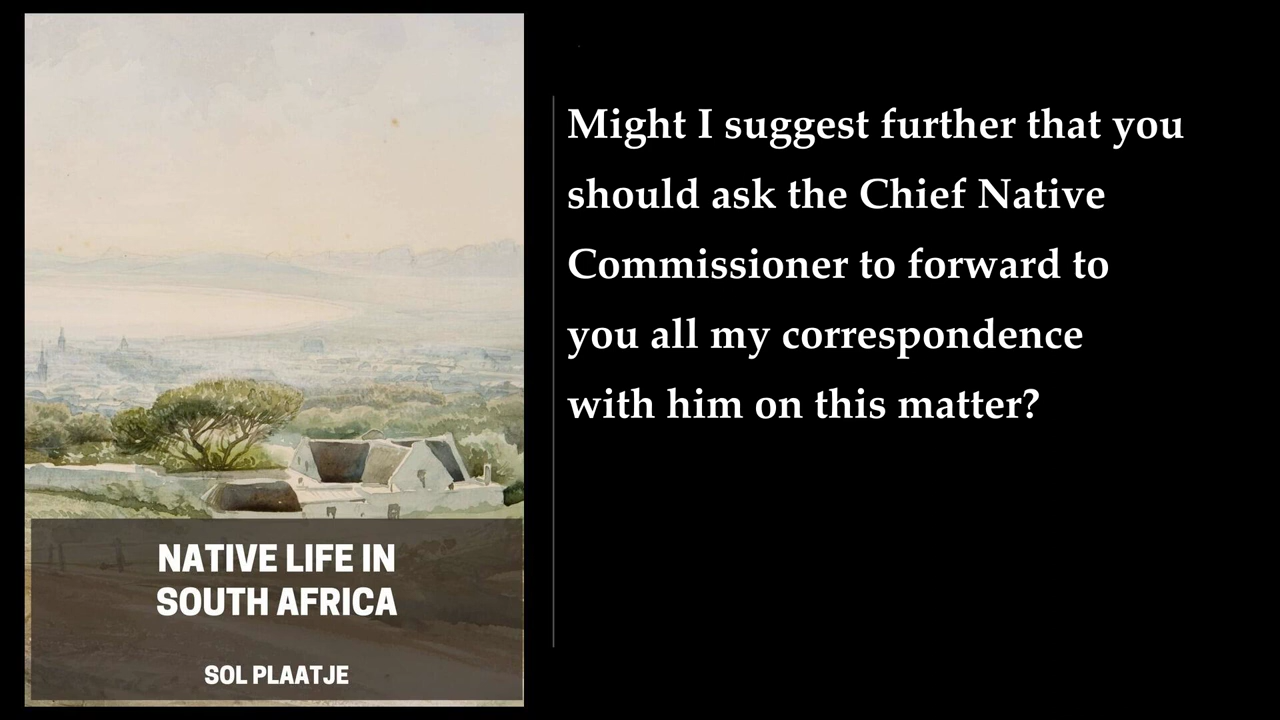 NATIVE LIFE IN
SOUTH AFRICA
SOL PLAATJE
Might I suggest further that you
should ask the Chief Native
Commissioner to forward to
you all my correspondence
with him on this matter?